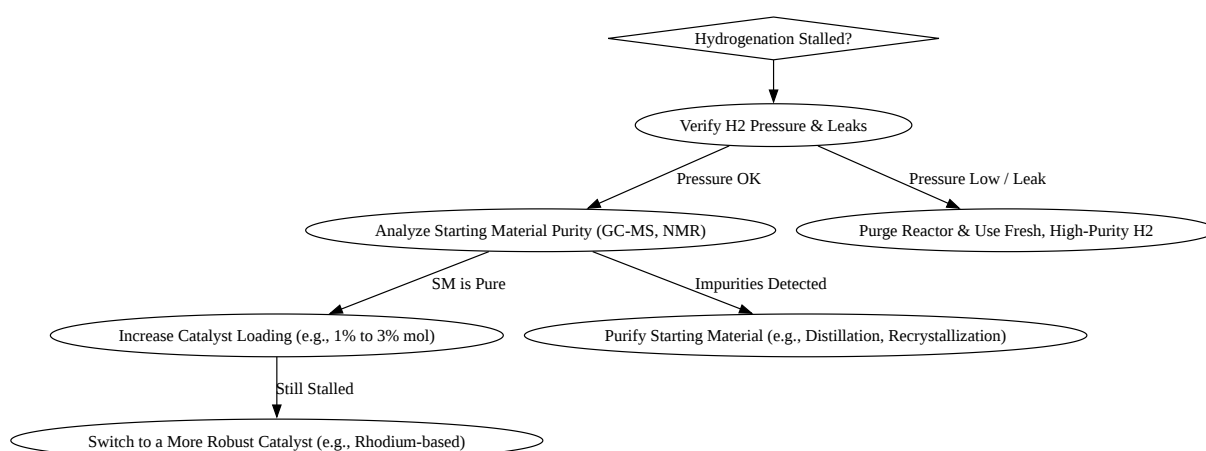 Hydrogenation Stalled?
Verify H2 Pressure & Leaks
Pressure OK
Pressure Low / Leak
Analyze Starting Material Purity (GC-MS, NMR)
Purge Reactor & Use Fresh, High-Purity H2
SM is Pure
Impurities Detected
Increase Catalyst Loading (e.g., 1% to 3% mol)
Purify Starting Material (e.g., Distillation, Recrystallization)
Still Stalled
Switch to a More Robust Catalyst (e.g., Rhodium-based)